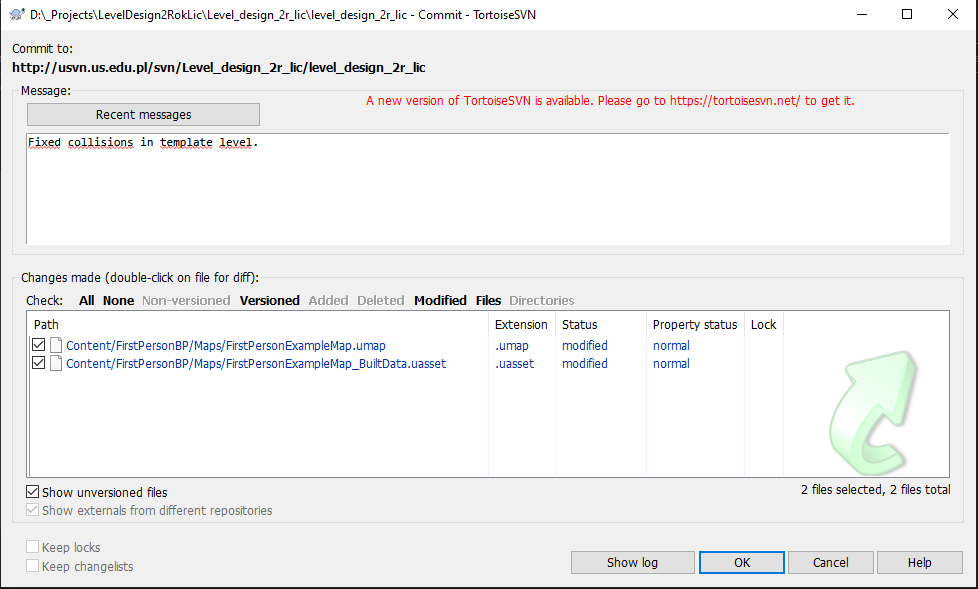 D:\_Projects\LevelDesign2RokLic\Level_design_2r_lic\level_design_2r_lic - Commit - TortoiseSVN
Commit to:
http://usvn.us.edu.pl/svn/Level_design_2r_lic/level_design_2r_lic
Message:
A new version of TortoiseSVN is available. Please go to https://tortoisesvn.net/ to get it.
Recent messages
Fixed collisions in template level.
Changes made (double-click on file for diff):
Check: All None Non-versioned Versioned Added Deleted Modified Files Directories
Path Extension Status Property status Lock
Content/FirstPersonBP/Maps/FirstPersonExampleMap.umap .umap modified normal
Content/FirstPersonBP/Maps/FirstPersonExampleMap_BuiltData.uasset .uasset modified normal
Show unversioned files 2 files selected, 2 files total
Show externals from different repositories
Keep locks
Keep changelists
Show log OK Cancel Help